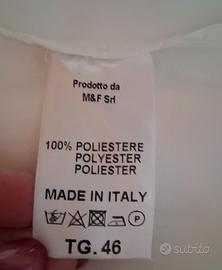 Prodotto da
M&F Srl
100% POLIESTERE
POLYESTER
POLIESTER
MADE IN ITALY
P
TG. 46
subito